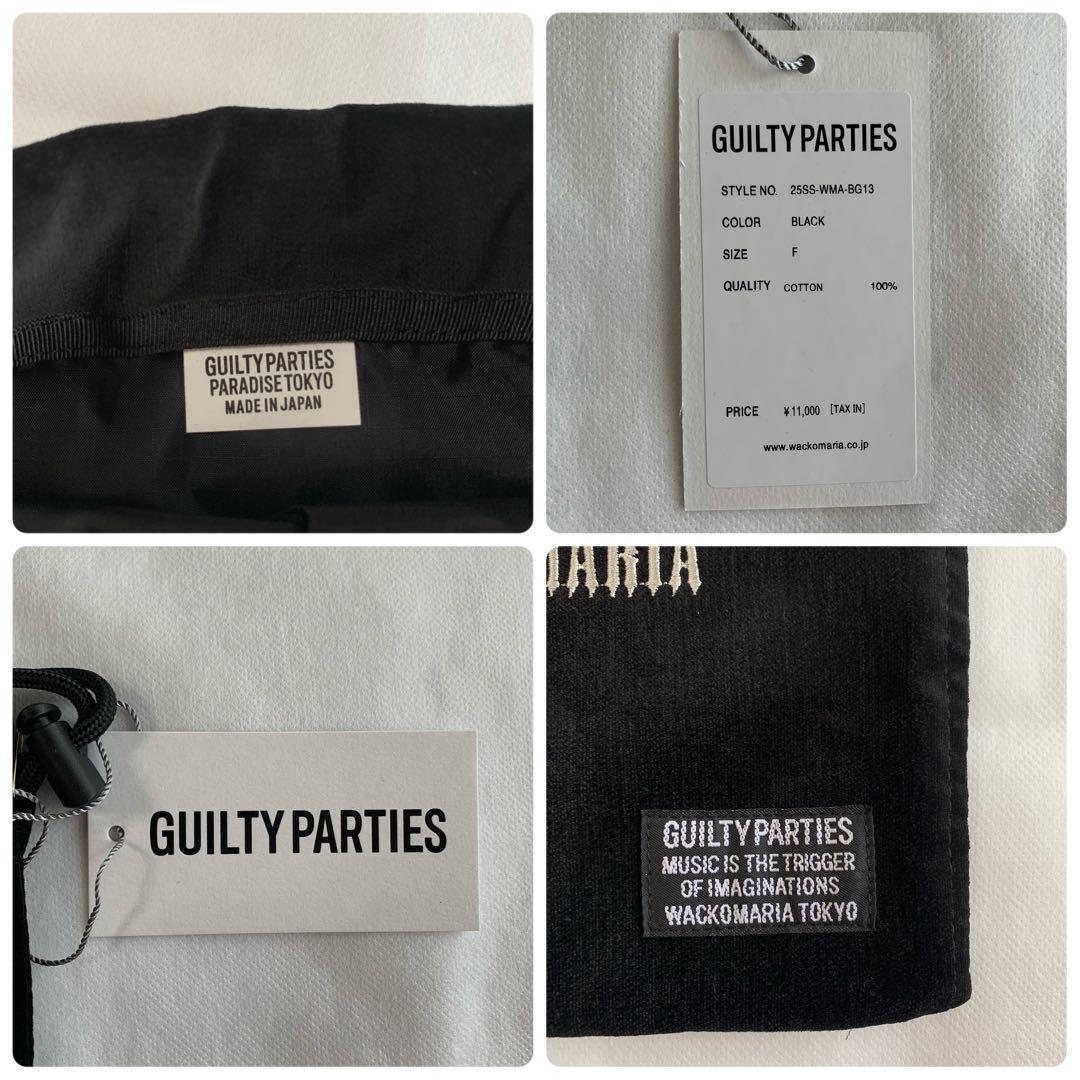 GUILTY PARTIES
PARADISE TOKYO
MADE IN JAPAN
GUILTY PARTIES
STYLE NO. 25SS-WMA-BG13
COLOR BLACK
SIZE F
QUALITY COTTON 100%
PRICE ¥11,000 [TAX IN]
www.wackomaria.co.jp
GUILTY PARTIES
GUILTY PARTIES
MUSIC IS THE TRIGGER
OF IMAGINATIONS
WACKOMARIA TOKYO